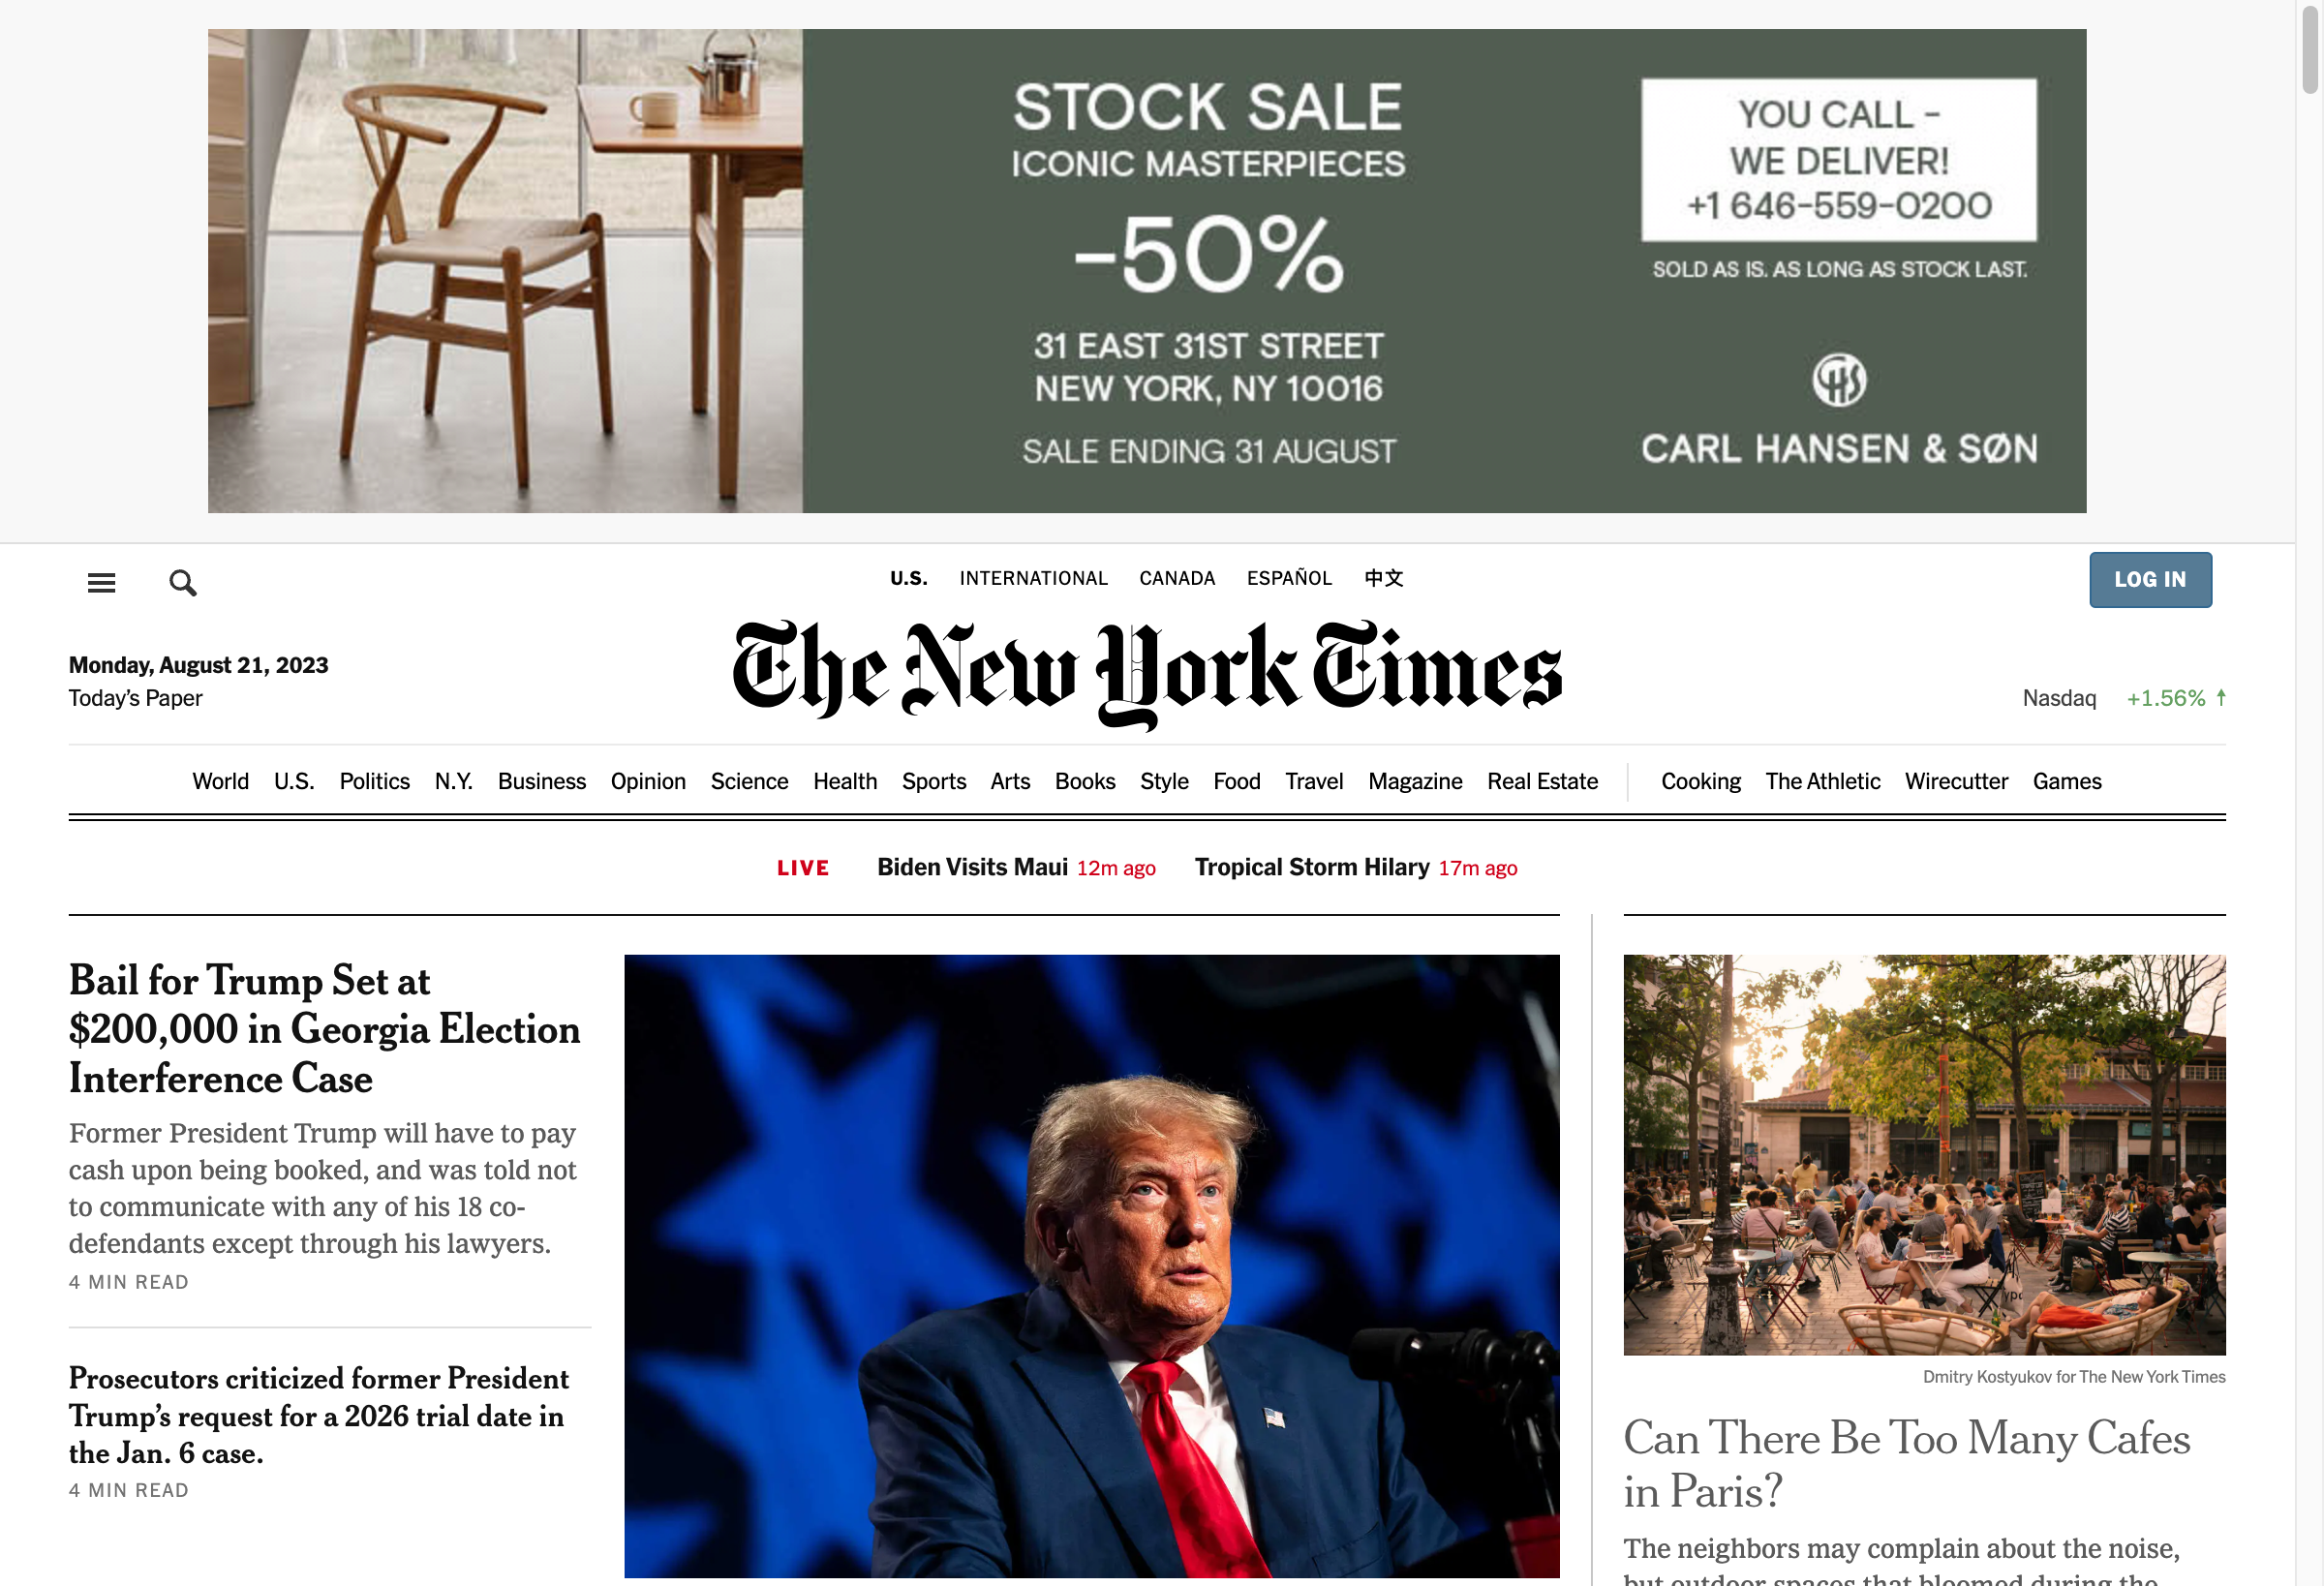 STOCK SALE
ICONIC MASTERPIECES
-50%
31 EAST 31ST STREET
NEW YORK, NY 10016
SALE ENDING 31 AUGUST
YOU CALL -
WE DELIVER!
+1 646-559-0200
SOLD AS IS. AS LONG AS STOCK LAST.
CARL HANSEN & SØN
U.S. INTERNATIONAL CANADA ESPAÑOL 中文
LOG IN
Monday, August 21, 2023
Today’s Paper
The New York Times
Nasdaq +1.56% ↑
World U.S. Politics N.Y. Business Opinion Science Health Sports Arts Books Style Food Travel Magazine Real Estate Cooking The Athletic Wirecutter Games
LIVE Biden Visits Maui 12m ago Tropical Storm Hilary 17m ago
Bail for Trump Set at
$200,000 in Georgia Election
Interference Case
Former President Trump will have to pay
cash upon being booked, and was told not
to communicate with any of his 18 co-
defendants except through his lawyers.
4 MIN READ
Prosecutors criticized former President
Trump’s request for a 2026 trial date in
the Jan. 6 case.
4 MIN READ
Dmitry Kostyukov for The New York Times
Can There Be Too Many Cafes
in Paris?
The neighbors may complain about the noise,
but outdoor spaces that bloomed during the